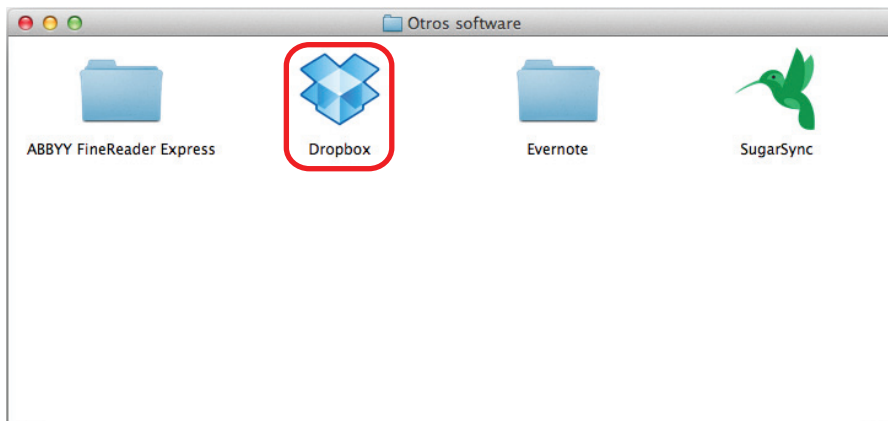 Otros software
ABBYY FineReader Express
Dropbox
Evernote
SugarSync